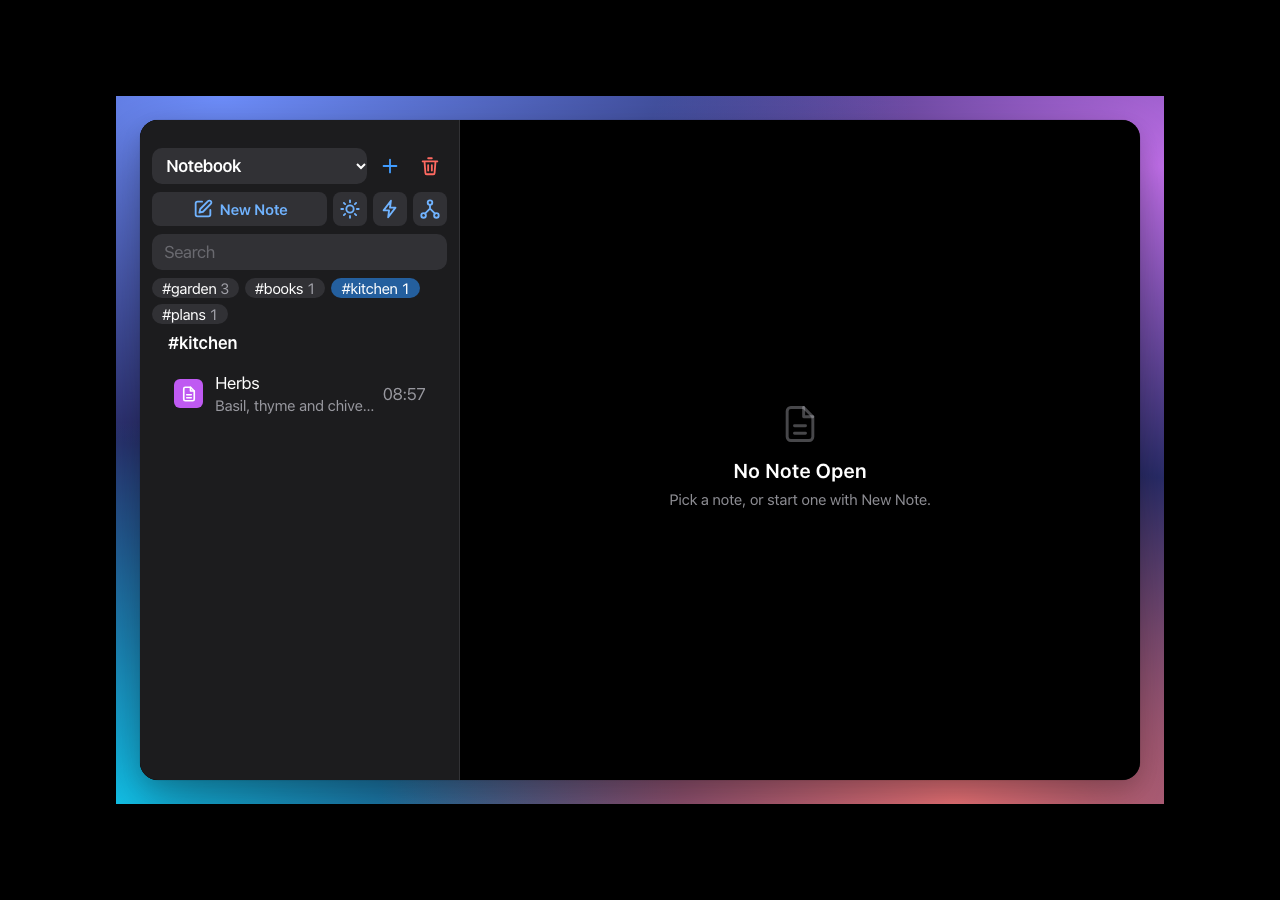 Notebook
New Note
Search
#garden 3 #books 1 #kitchen 1
#plans 1
#kitchen
Herbs
Basil, thyme and chive...
08:57
No Note Open
Pick a note, or start one with New Note.